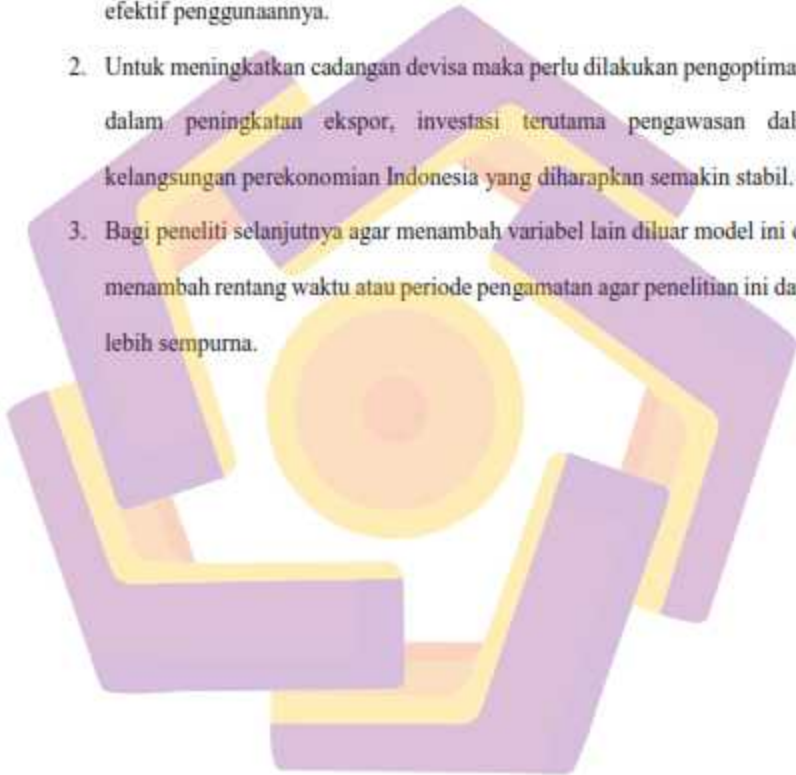 efektif penggunaannya.
2. Untuk meningkatkan cadangan devisa maka perlu dilakukan pengoptima
dalam peningkatan ekspor, investasi terutama pengawasan dal
kelangsungan perekonomian Indonesia yang diharapkan semakin stabil.
3. Bagi peneliti selanjutnya agar menambah variabel lain diluar model ini
menambah rentang waktu atau periode pengamatan agar penelitian ini da
lebih sempurna.